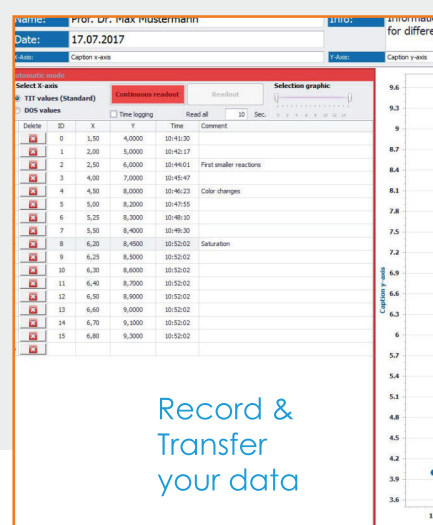 Name: Prof. Dr. Max Mustermann Info:
for differe
Date: 17.07.2017
X-Axis: Caption x-axis Y-Axis: Caption y-axis
automatic mode
Select X-axis
TIT values (Standard)
DOS values
Continuous readout
Readout
Selection graphic
0 2 4 6 8 10 12 14
Time logging Read all 10 Sec.
Delete ID X Y Time Comment
0 1,50 4,0000 10:41:30
1 2,00 5,0000 10:42:17
2 2,50 6,0000 10:44:01 First smaller reactions
3 4,00 7,0000 10:45:47
4 4,50 8,0000 10:46:23 Color changes
5 5,00 8,2000 10:47:55
6 5,25 8,3000 10:48:10
7 5,50 8,4000 10:49:30
8 6,20 8,4500 10:52:02 Saturation
9 6,25 8,5000 10:52:02
10 6,30 8,6000 10:52:02
11 6,40 8,7000 10:52:02
12 6,50 8,9000 10:52:02
13 6,60 9,0000 10:52:02
14 6,70 9,1000 10:52:02
15 6,80 9,3000 10:52:02
Record &
Transfer
your data
Caption y-axis
9.6
9.3
9
8.7
8.4
8.1
7.8
7.5
7.2
6.9
6.6
6.3
6
5.7
5.4
5.1
4.8
4.5
4.2
3.9
3.6
1